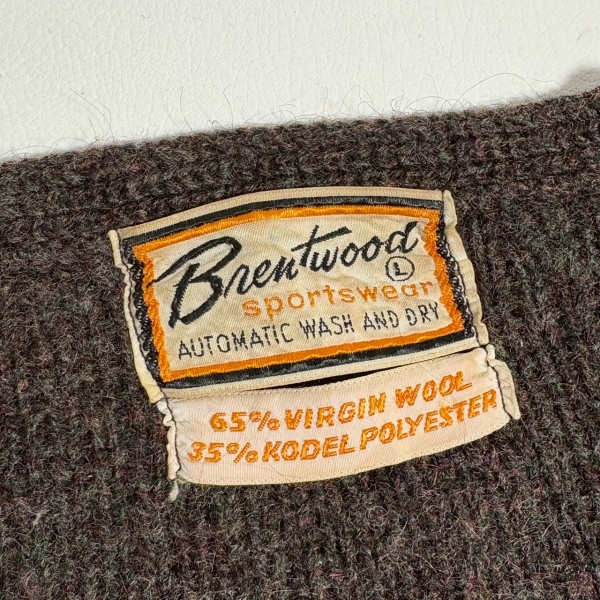 Brentwood
L
sportswear
AUTOMATIC WASH AND DRY
65% VIRGIN WOOL
35% KODEL POLYESTER